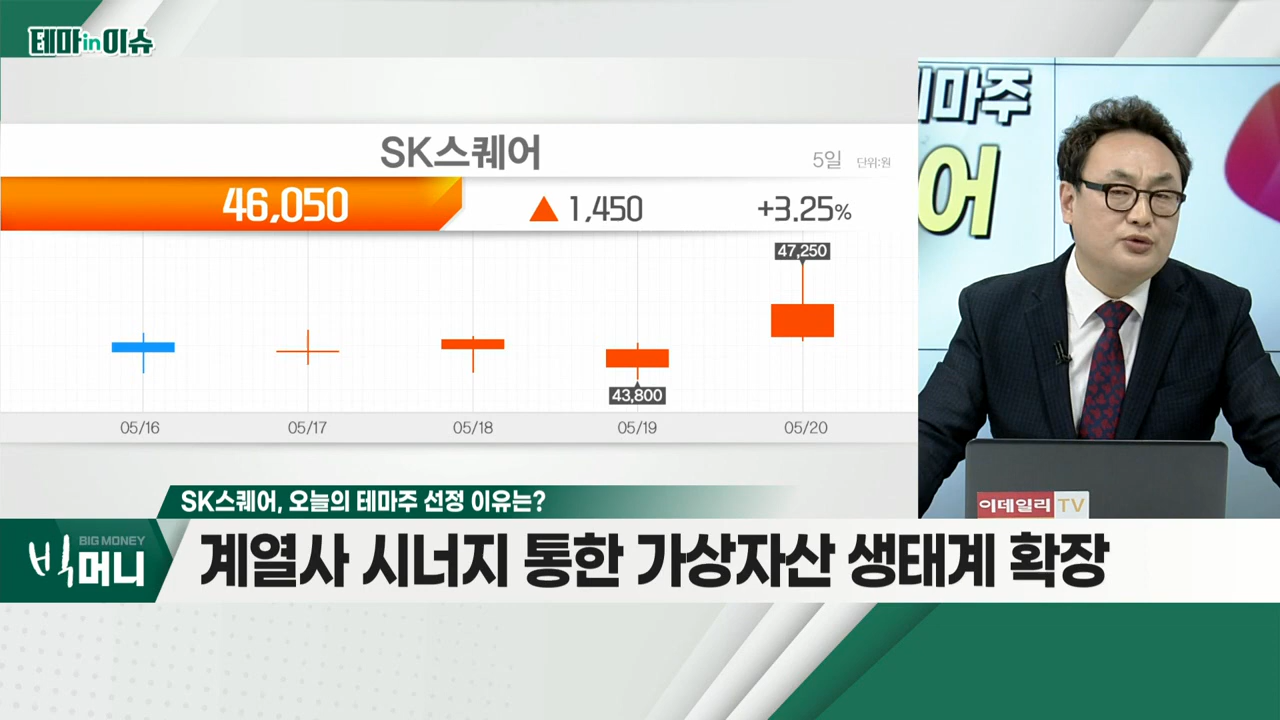 테마in이슈
SK스퀘어
5일 단위:원
46,050 ▲ 1,450 +3.25%
47,250
43,800
05/16 05/17 05/18 05/19 05/20
테마주
어
이데일리 TV
SK스퀘어, 오늘의 테마주 선정 이유는?
BIG MONEY
빅머니
계열사 시너지 통한 가상자산 생태계 확장